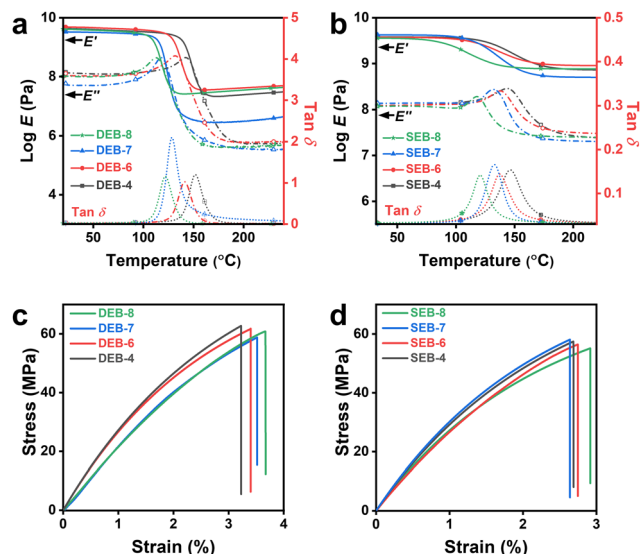 a
b
10
8
6
4
Log E (Pa)
E'
E''
DEB-8
DEB-7
DEB-6
DEB-4
Tan δ
5
4
3
2
1
0
Tan δ
50
100
150
200
Temperature (°C)
10
9
8
7
6
Log E (Pa)
E'
E''
SEB-8
SEB-7
SEB-6
SEB-4
Tan δ
0.5
0.4
0.3
0.2
0.1
Tan δ
50
100
150
200
Temperature (°C)
c
d
60
40
20
0
Stress (MPa)
DEB-8
DEB-7
DEB-6
DEB-4
0
1
2
3
4
Strain (%)
60
40
20
0
Stress (MPa)
SEB-8
SEB-7
SEB-6
SEB-4
0
1
2
3
Strain (%)